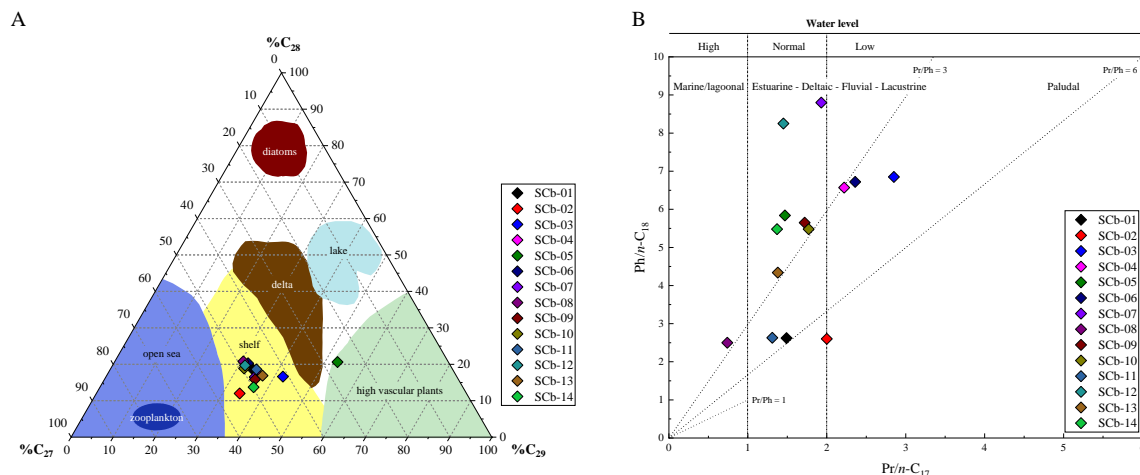 A
%C28
100
0
10
90
20
80
30
70
40
60
50
50
60
40
70
30
80
20
90
10
100
0
%C27
0
10
20
30
40
50
60
70
80
90
100
%C29
diatoms
lake
delta
shelf
open sea
high vascular plants
zooplankton
SCb-01
SCb-02
SCb-03
SCb-04
SCb-05
SCb-06
SCb-07
SCb-08
SCb-09
SCb-10
SCb-11
SCb-12
SCb-13
SCb-14
B
Water level
High
Normal
Low
Marine/lagoonal
Estuarine - Deltaic - Fluvial - Lacustrine
Paludal
Pr/Ph = 3
Pr/Ph = 6
Pr/Ph = 1
10
9
8
7
6
5
4
3
2
1
0
Ph/n-C18
0
1
2
3
4
5
Pr/n-C17
SCb-01
SCb-02
SCb-03
SCb-04
SCb-05
SCb-06
SCb-07
SCb-08
SCb-09
SCb-10
SCb-11
SCb-12
SCb-13
SCb-14